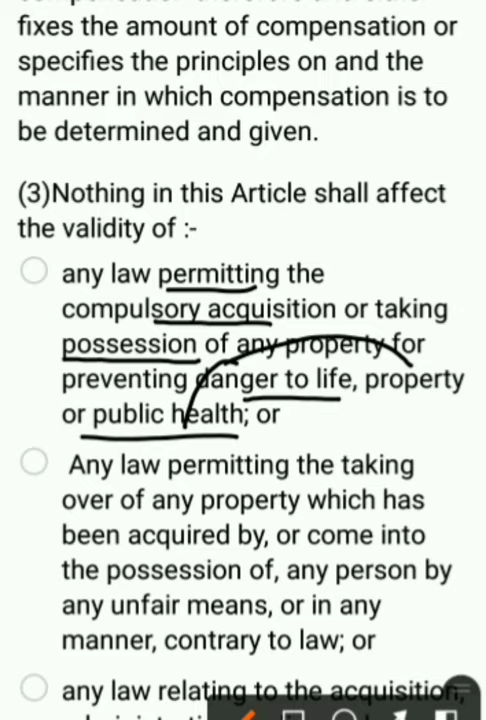 fixes the amount of compensation or
specifies the principles on and the
manner in which compensation is to
be determined and given.
(3)Nothing in this Article shall affect
the validity of :-
any law permitting the
compulsory acquisition or taking
possession of any property for
preventing danger to life, property
or public health; or
Any law permitting the taking
over of any property which has
been acquired by, or come into
the possession of, any person by
any unfair means, or in any
manner, contrary to law; or
any law relating to the acquisition,